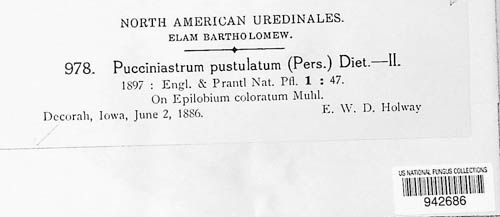 NORTH AMERICAN UREDINALES.
ELAM BARTHOLOMEW.
978. Pucciniastrum pustulatum (Pers.) Diet.—II.
1897 : Engl. & Prantl Nat. Pfl. 1 : 47.
On Epilobium coloratum Muhl.
Decorah, Iowa, June 2, 1886. E. W. D. Holway
US NATIONAL FUNGUS COLLECTIONS
942686